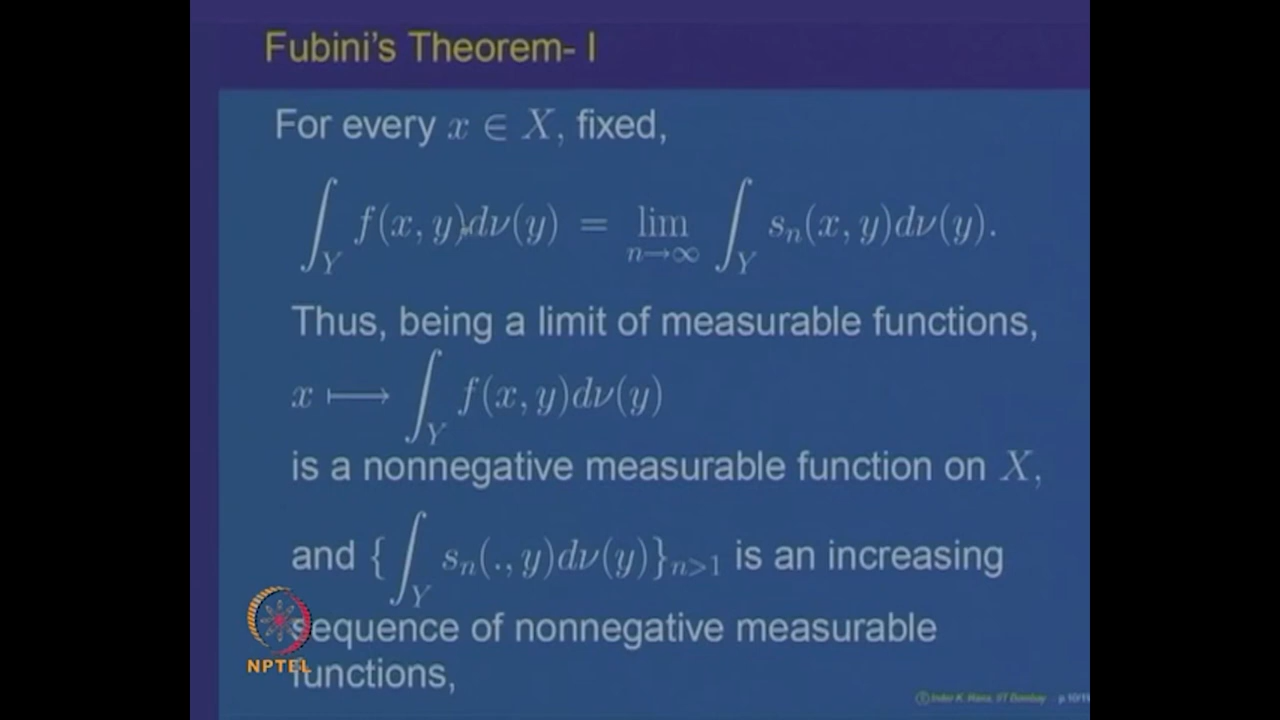 Fubini's Theorem- I
For every x ∈ X, fixed,
∫_Y f(x, y)dν(y) = lim_{n→∞} ∫_Y s_n(x, y)dν(y).
Thus, being a limit of measurable functions,
x ⟼ ∫_Y f(x, y)dν(y)
is a nonnegative measurable function on X,
and {∫_Y s_n(., y)dν(y)}_{n>1} is an increasing
sequence of nonnegative measurable
functions,
NPTEL